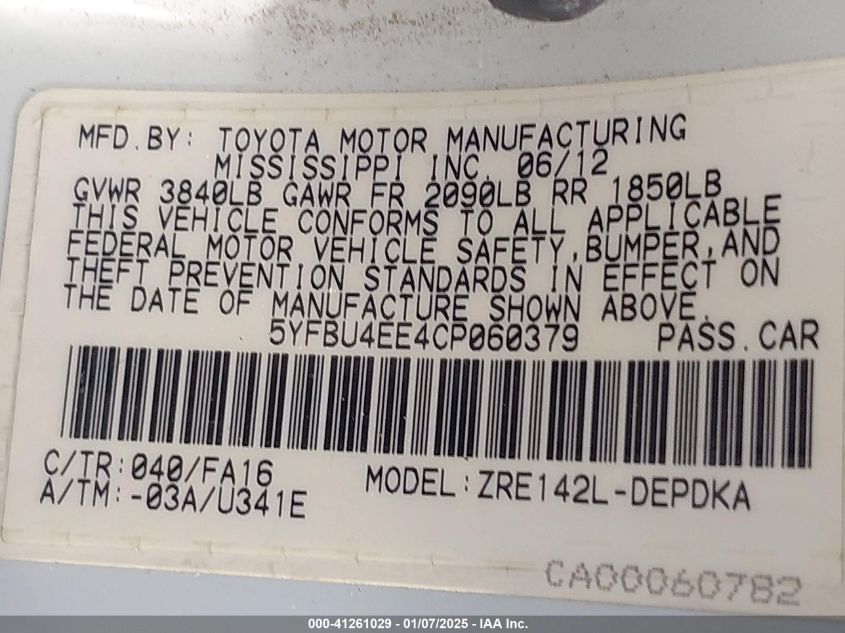 MFD.BY: TOYOTA MOTOR MANUFACTURING
MISSISSIPPI INC. 06/12
GVWR 3840LB GAWR FR 2090LB RR 1850LB
THIS VEHICLE CONFORMS TO ALL APPLICABLE
FEDERAL MOTOR VEHICLE SAFETY,BUMPER,AND
THEFT PREVENTION STANDARDS IN EFFECT ON
THE DATE OF MANUFACTURE SHOWN ABOVE.
5YFBU4EE4CP060379 PASS.CAR
C/TR:040/FA16
A/TM:-03A/U341E
MODEL:ZRE142L-DEPDKA
CA00060782
000-41261029 - 01/07/2025 - IAA Inc.